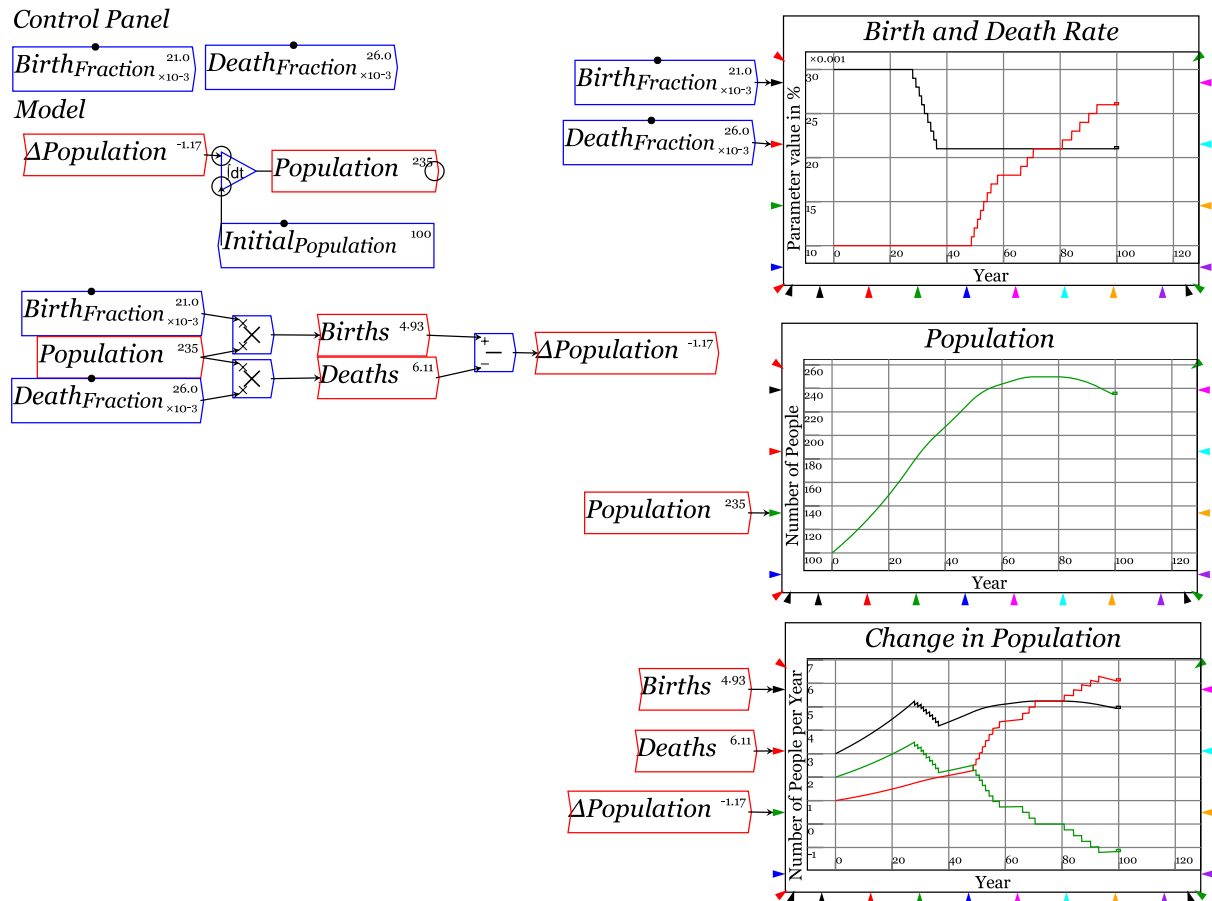 Control Panel
BirthFraction 21.0 ×10-3
DeathFraction 26.0 ×10-3
Model
ΔPopulation -1.17
∫dt
Population 235
InitialPopulation 100
BirthFraction 21.0 ×10-3
Population 235
DeathFraction 26.0 ×10-3
×
×
Births 4.93
Deaths 6.11
+
−
−
ΔPopulation -1.17
BirthFraction 21.0 ×10-3
DeathFraction 26.0 ×10-3
Birth and Death Rate
×0.001
Parameter value in %
30
25
20
15
10
0 20 40 60 80 100 120
Year
Population 235
Population
Number of People
260
240
220
200
180
160
140
120
100
0 20 40 60 80 100 120
Year
Births 4.93
Deaths 6.11
ΔPopulation -1.17
Change in Population
Number of People per Year
7
6
5
4
3
2
1
0
-1
0 20 40 60 80 100 120
Year